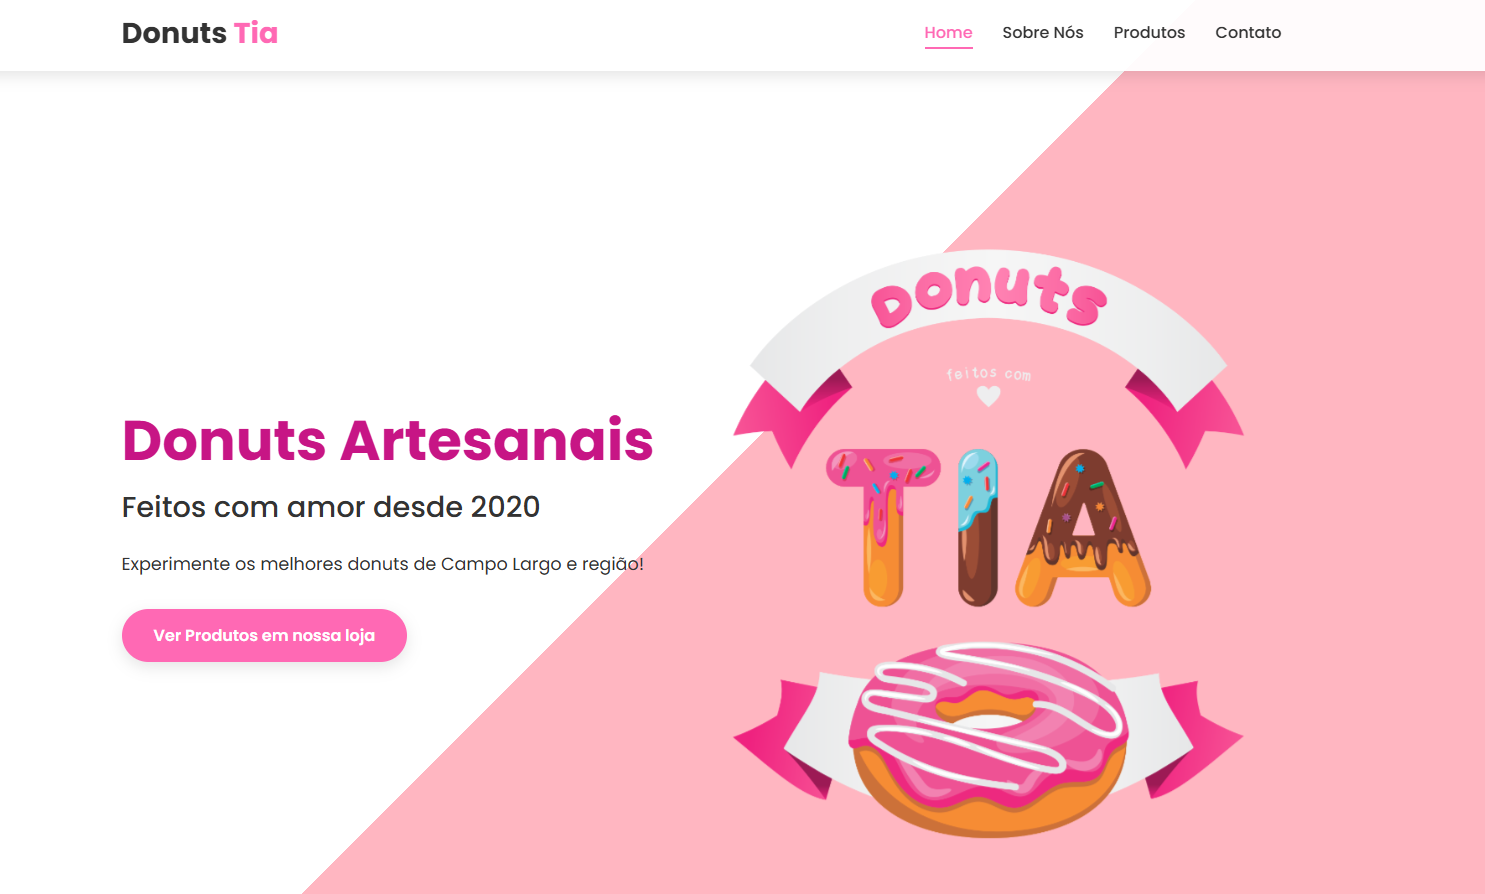 Donuts Tia
Home
Sobre Nós
Produtos
Contato
Donuts Artesanais
Feitos com amor desde 2020
Experimente os melhores donuts de Campo Largo e região!
Ver Produtos em nossa loja
Donuts
feitos com
TIA